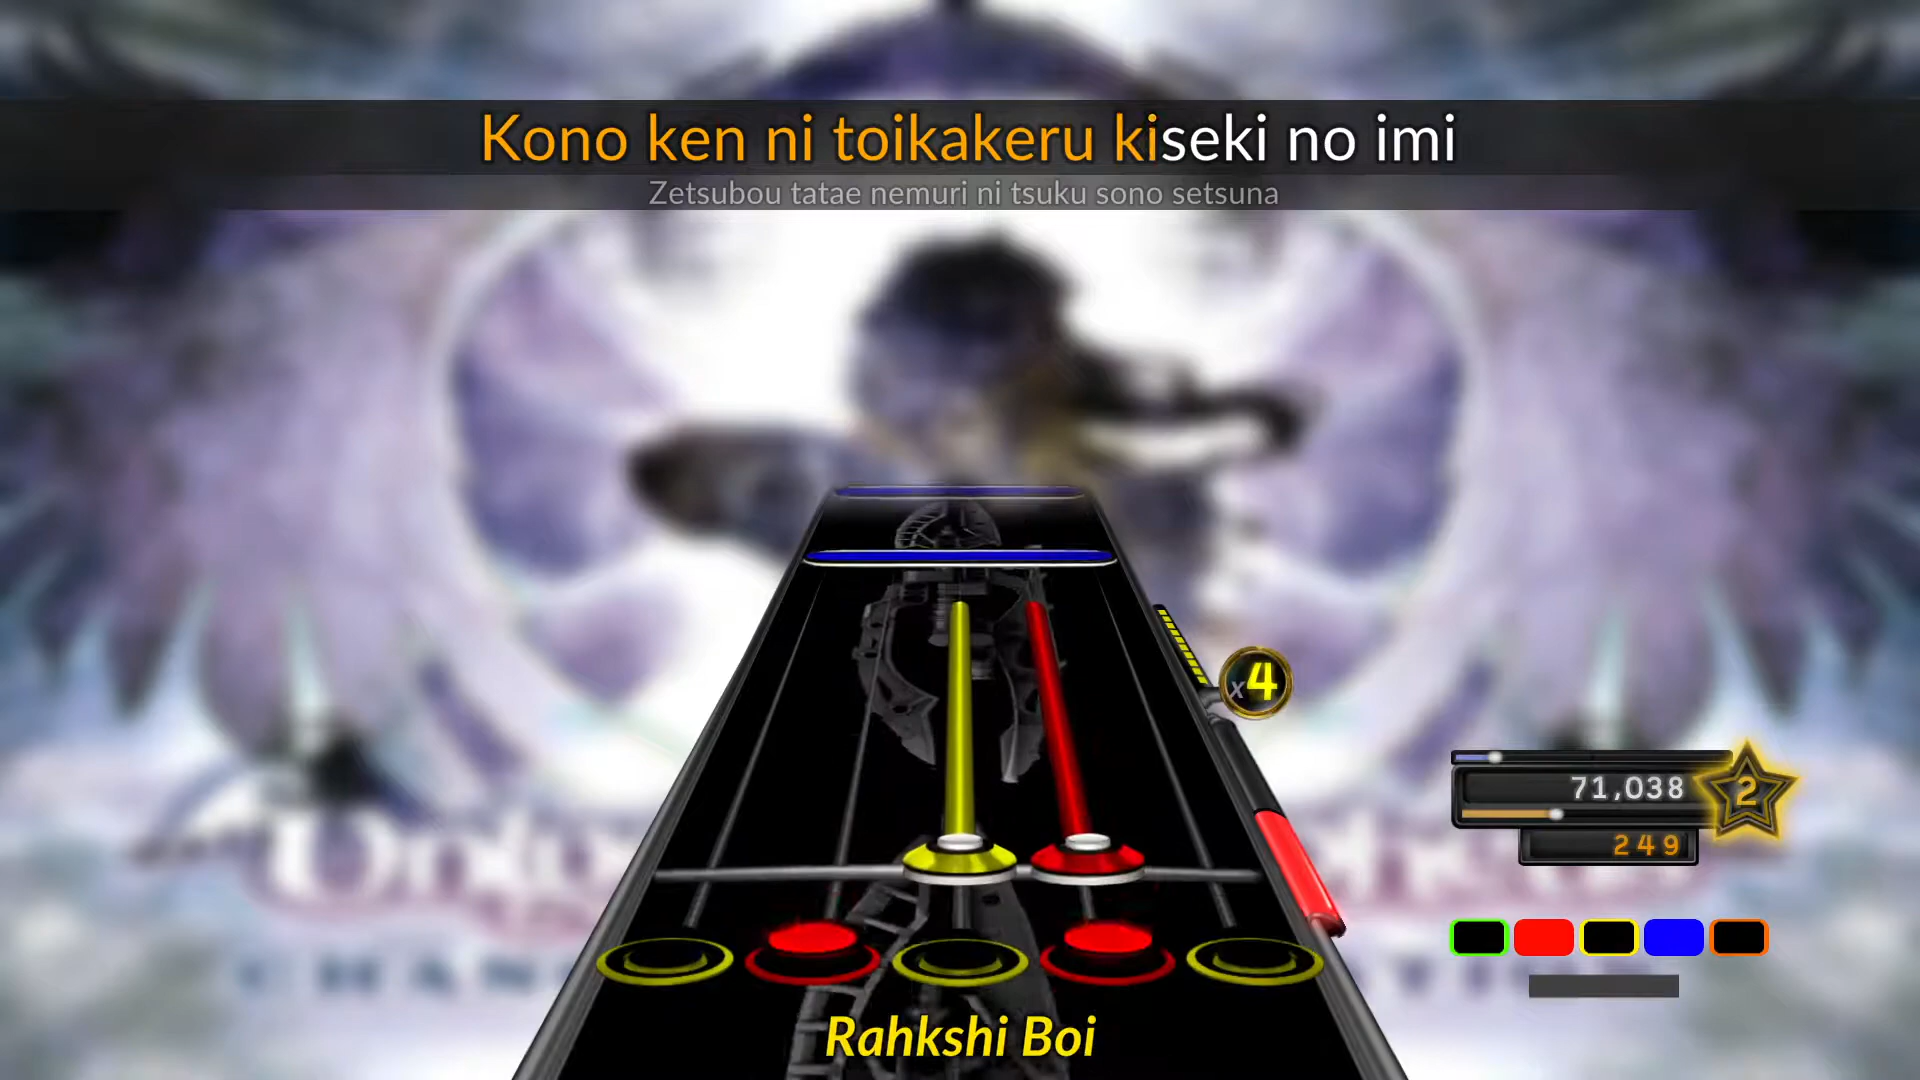 Kono ken ni toikakeru kiseki no imi
Zetsubou tatae nemuri ni tsuku sono setsuna
x4
71,038
2
249
Rahkshi Boi